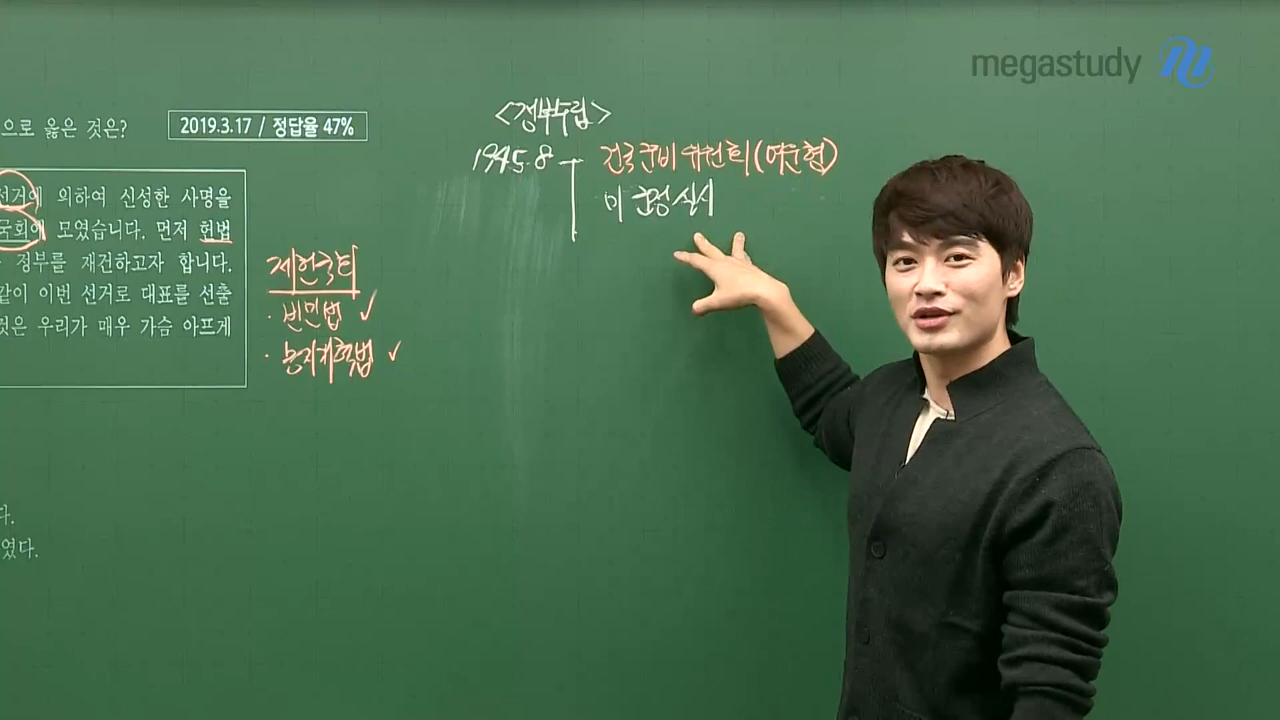 megastudy
으로 옳은 것은?
2019.3.17 / 정답율 47%
선거에 의하여 신성한 사명을
국회에 모였습니다. 먼저 헌법
정부를 재건하고자 합니다.
같이 이번 선거로 대표를 선출
것은 우리가 매우 가슴 아프게
다.
였다.
제헌국회
· 반민법 ✓
· 농지개혁법 ✓
<정부수립>
1945.8 건국준비위원회(여운형)
미군정 실시